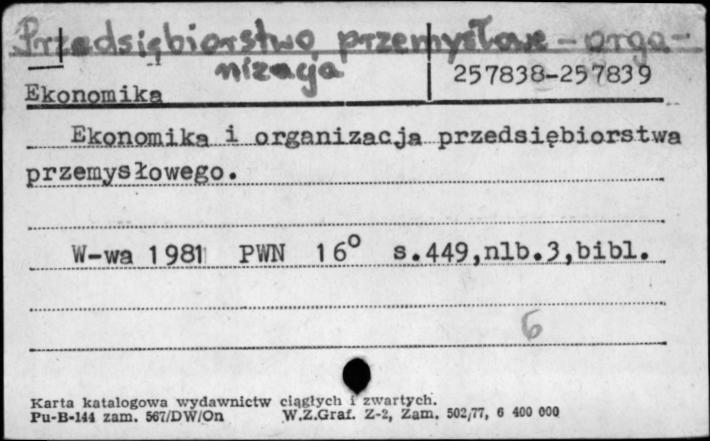 Przedsiębiorstwo przemysłowe - orga-
nizacja
257838-257839
Ekonomika
Ekonomika i organizacja przedsiębiorstwa
przemysłowego.
W-wa 1981 PWN 16° s.449,nlb.3,bibl.
6
Karta katalogowa wydawnictw ciągłych i zwartych.
Pu-B-144 zam. 567/DW/On W.Z.Graf. Z-2, Zam. 502/77, 6 400 000